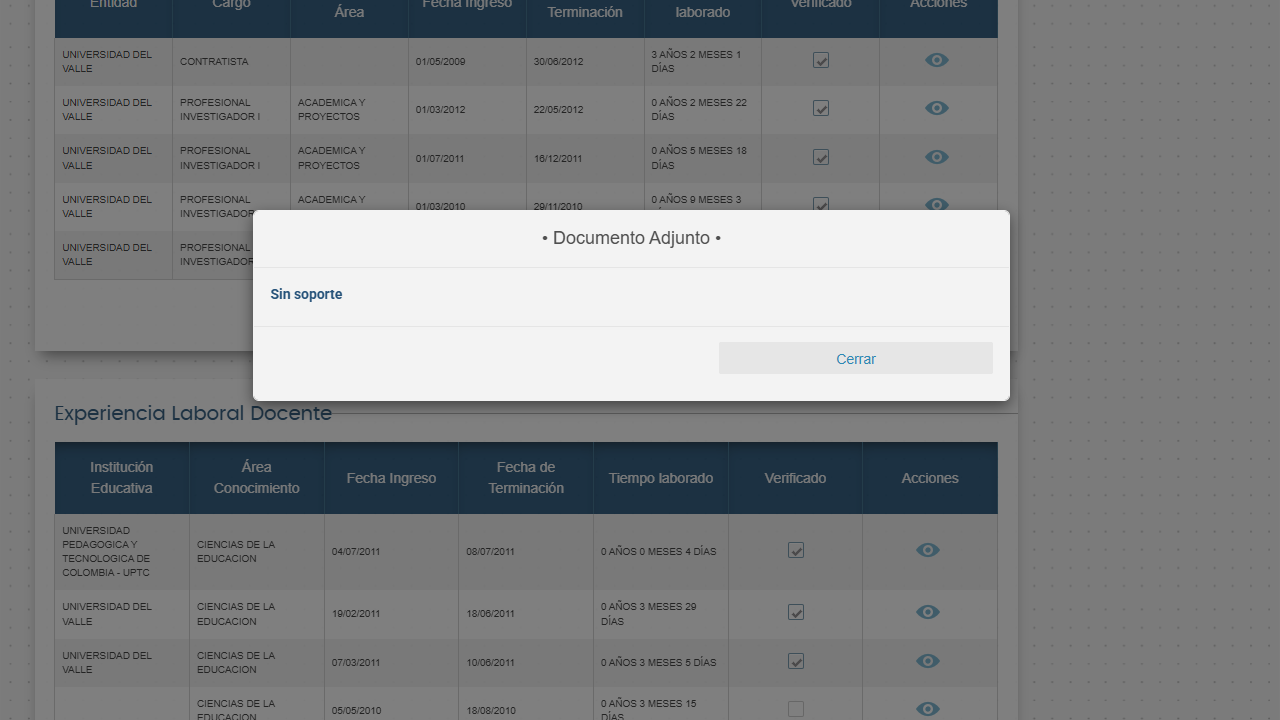 Entidad
Cargo
Área
Fecha Ingreso
Terminación
laborado
Verificado
Acciones
UNIVERSIDAD DEL
VALLE
CONTRATISTA
01/05/2009
30/06/2012
3 AÑOS 2 MESES 1
DÍAS
UNIVERSIDAD DEL
VALLE
PROFESIONAL
INVESTIGADOR I
ACADEMICA Y
PROYECTOS
01/03/2012
22/05/2012
0 AÑOS 2 MESES 22
DÍAS
UNIVERSIDAD DEL
VALLE
PROFESIONAL
INVESTIGADOR I
ACADEMICA Y
PROYECTOS
01/07/2011
16/12/2011
0 AÑOS 5 MESES 18
DÍAS
UNIVERSIDAD DEL
VALLE
PROFESIONAL
INVESTIGADOR
ACADEMICA Y
01/03/2010
29/11/2010
0 AÑOS 9 MESES 3
UNIVERSIDAD DEL
VALLE
PROFESIONAL
INVESTIGADOR
• Documento Adjunto •
Sin soporte
Cerrar
Experiencia Laboral Docente
Institución
Educativa
Área
Conocimiento
Fecha Ingreso
Fecha de
Terminación
Tiempo laborado
Verificado
Acciones
UNIVERSIDAD
PEDAGOGICA Y
TECNOLOGICA DE
COLOMBIA - UPTC
CIENCIAS DE LA
EDUCACION
04/07/2011
08/07/2011
0 AÑOS 0 MESES 4 DÍAS
UNIVERSIDAD DEL
VALLE
CIENCIAS DE LA
EDUCACION
19/02/2011
18/06/2011
0 AÑOS 3 MESES 29
DÍAS
UNIVERSIDAD DEL
VALLE
CIENCIAS DE LA
EDUCACION
07/03/2011
10/06/2011
0 AÑOS 3 MESES 5 DÍAS
CIENCIAS DE LA
EDUCACION
05/05/2010
18/08/2010
0 AÑOS 3 MESES 15
DÍAS